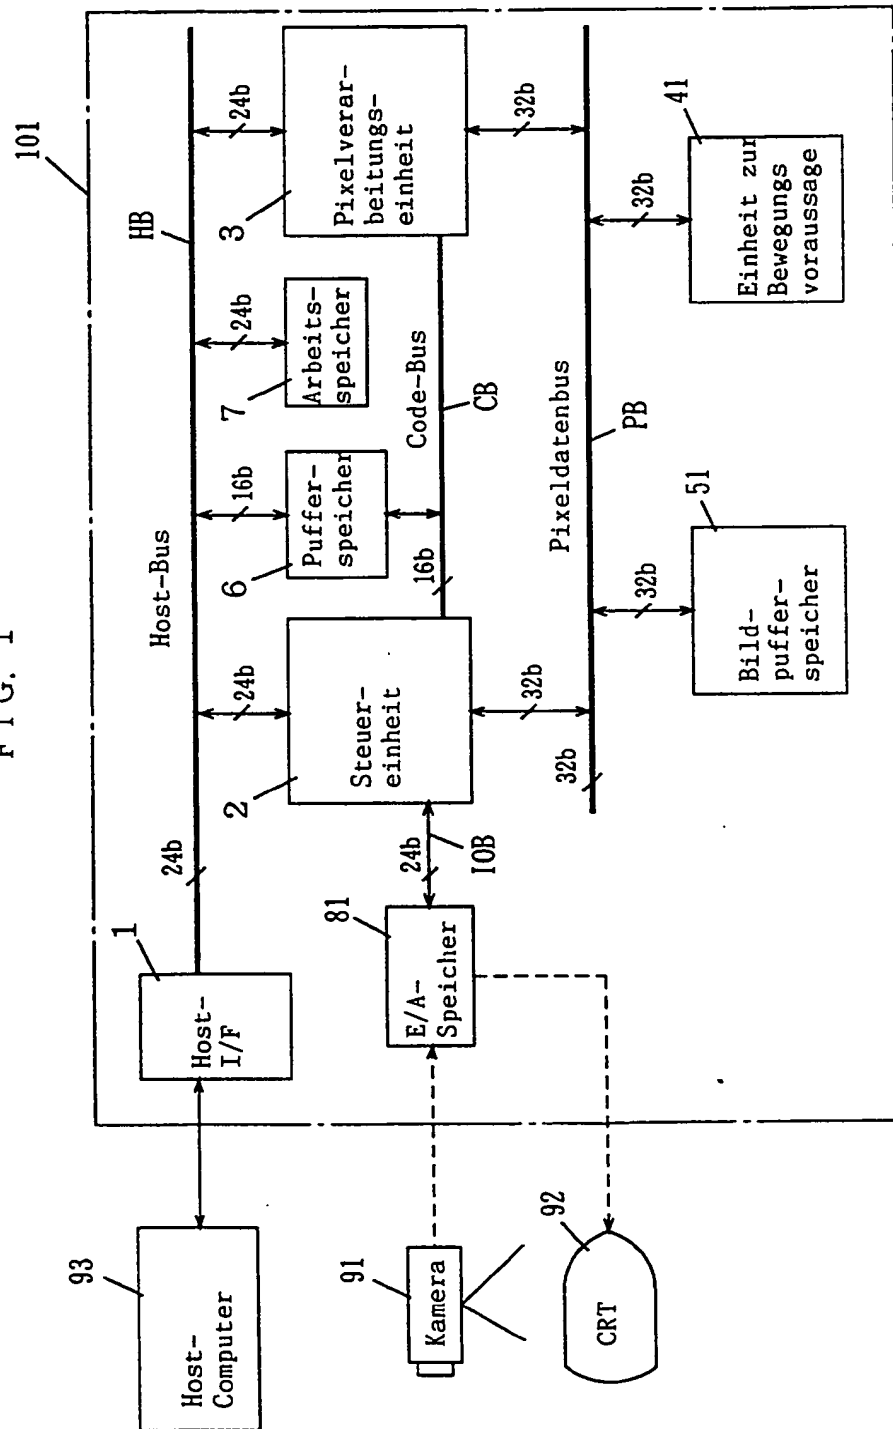 FIG. 1
101
HB
Host-Bus
24b
1
Host-
I/F
93
Host-
Computer
24b
2
Steuer-
einheit
16b
6
Puffer-
speicher
24b
7
Arbeits-
speicher
24b
3
Pixelverar-
beitungs-
einheit
Code-Bus
CB
16b
81
E/A-
Speicher
24b
IOB
32b
32b
Pixeldatenbus
PB
32b
91
Kamera
92
CRT
32b
51
Bild-
puffer-
speicher
32b
41
Einheit zur
Bewegungs
voraussage